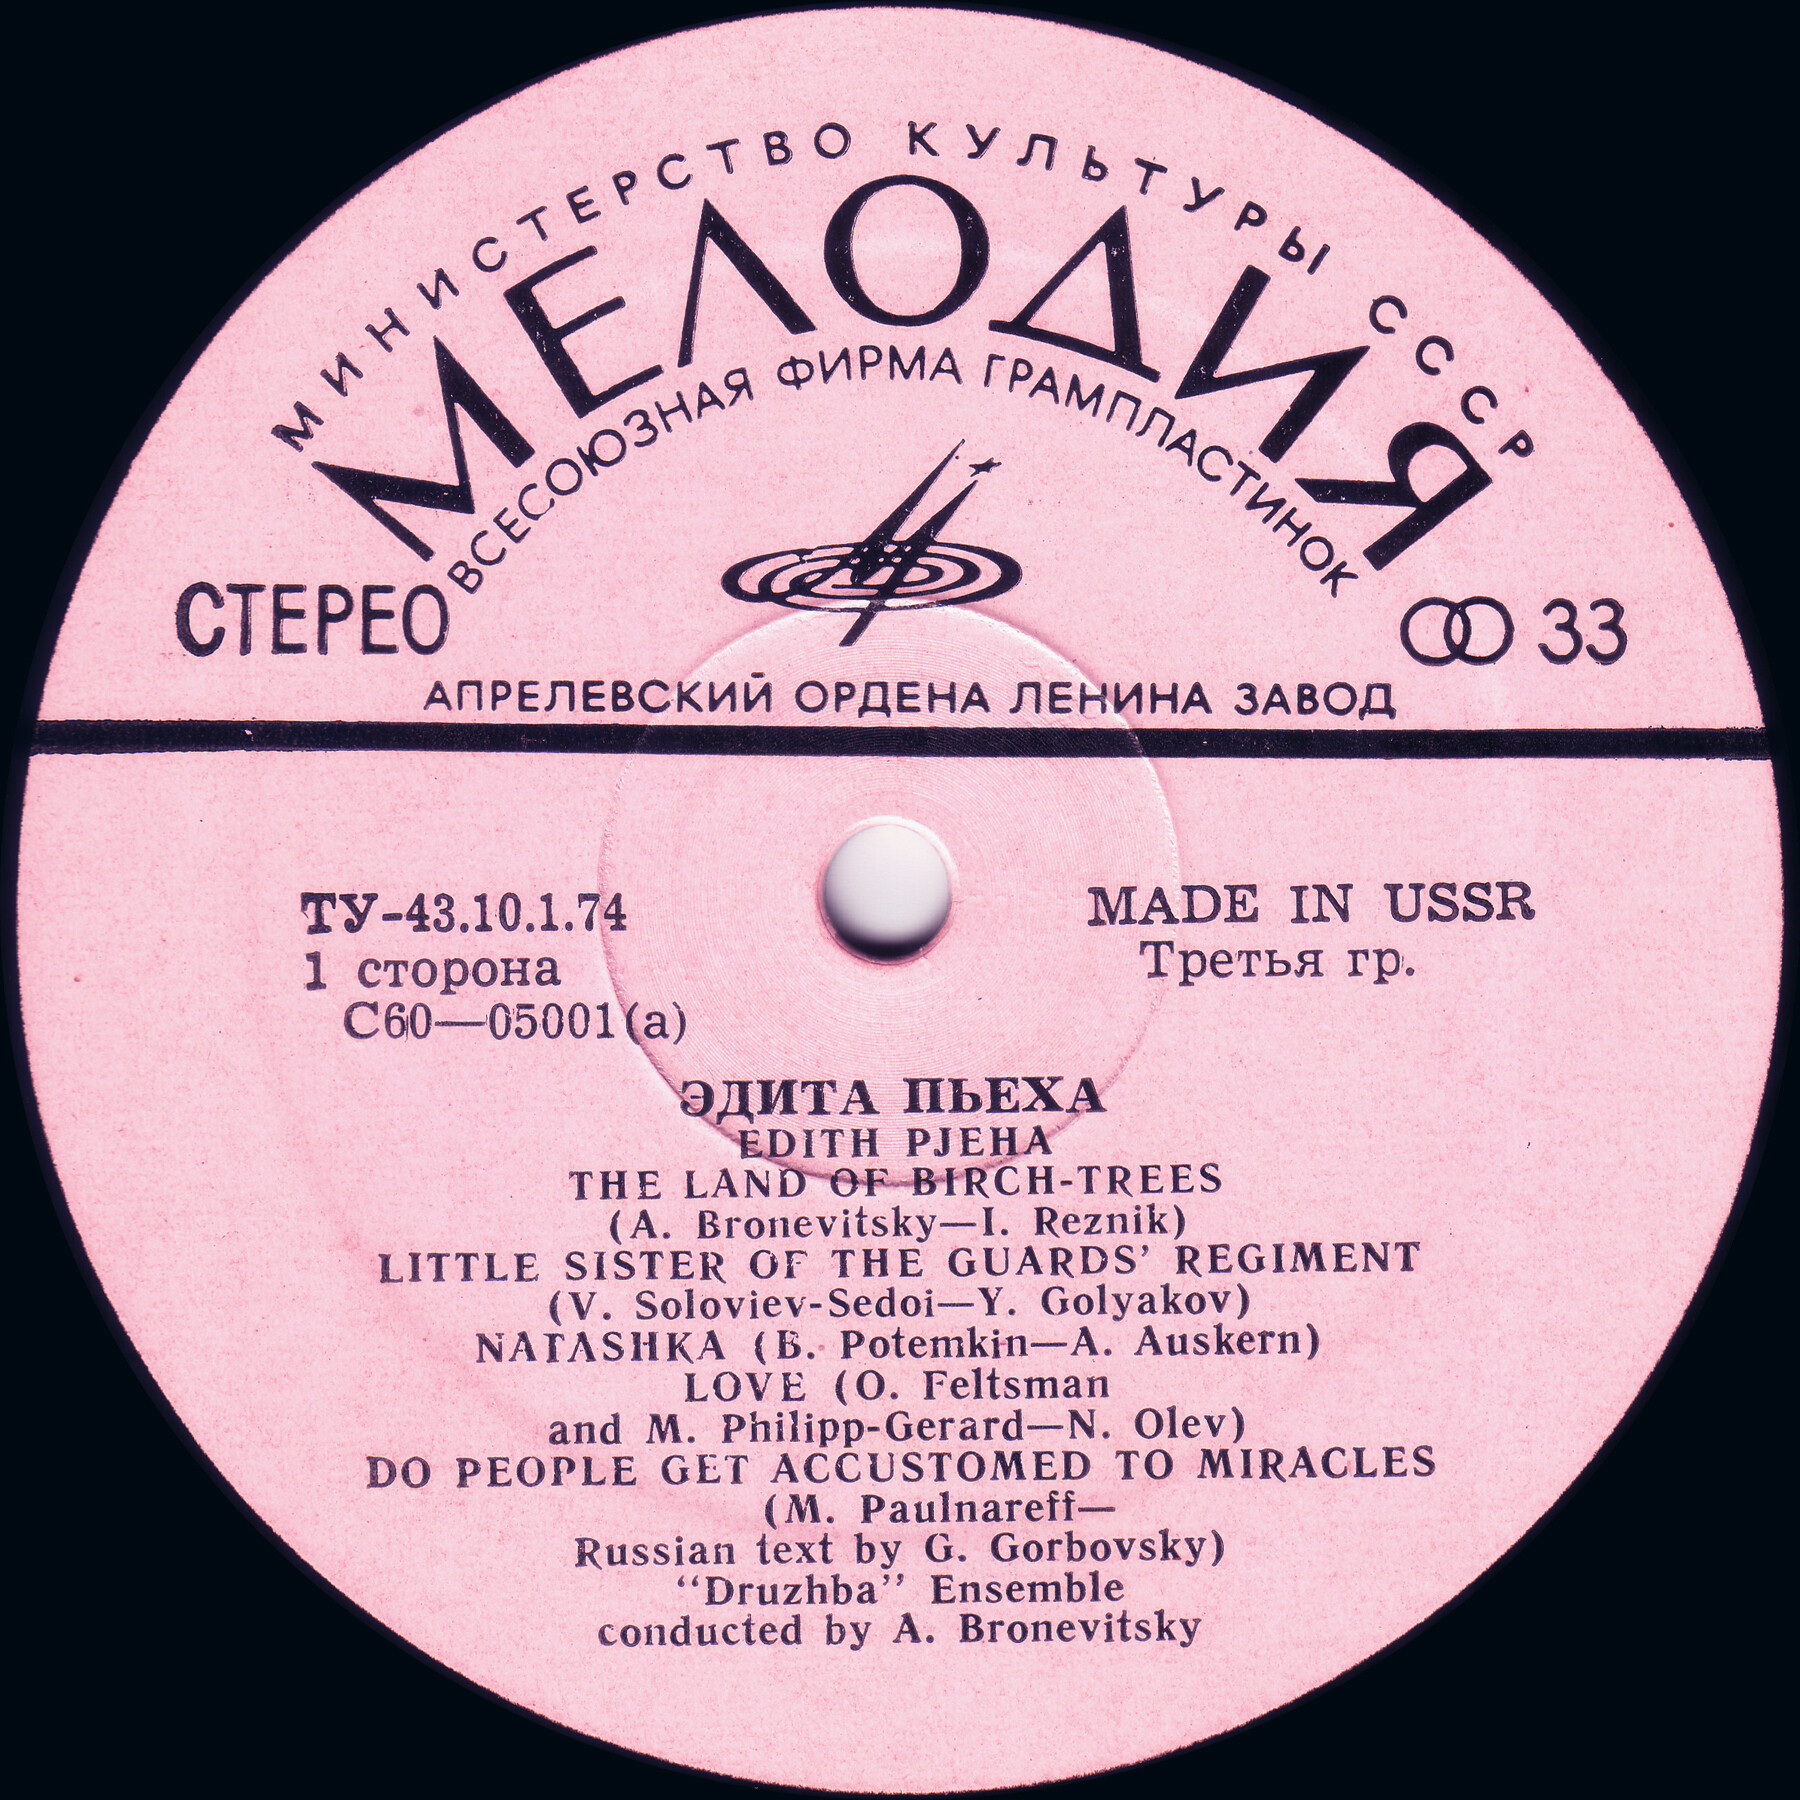 МИНИСТЕРСТВО КУЛЬТУРЫ СССР
МЕЛОДИЯ
ВСЕСОЮЗНАЯ ФИРМА ГРАМПЛАСТИНОК
СТЕРЕО
33
АПРЕЛЕВСКИЙ ОРДЕНА ЛЕНИНА ЗАВОД
ТУ-43.10.1.74
1 сторона
С60—05001(а)
MADE IN USSR
Третья гр.
ЭДИТА ПЬЕХА
EDITH PJEHA
THE LAND OF BIRCH-TREES
(A. Bronevitsky—I. Reznik)
LITTLE SISTER OF THE GUARDS' REGIMENT
(V. Soloviev-Sedoi—Y. Golyakov)
NATASHKA (B. Potemkin—A. Auskern)
LOVE (O. Feltsman
and M. Philipp-Gerard—N. Olev)
DO PEOPLE GET ACCUSTOMED TO MIRACLES
(M. Paulnareff—
Russian text by G. Gorbovsky)
“Druzhba” Ensemble
conducted by A. Bronevitsky